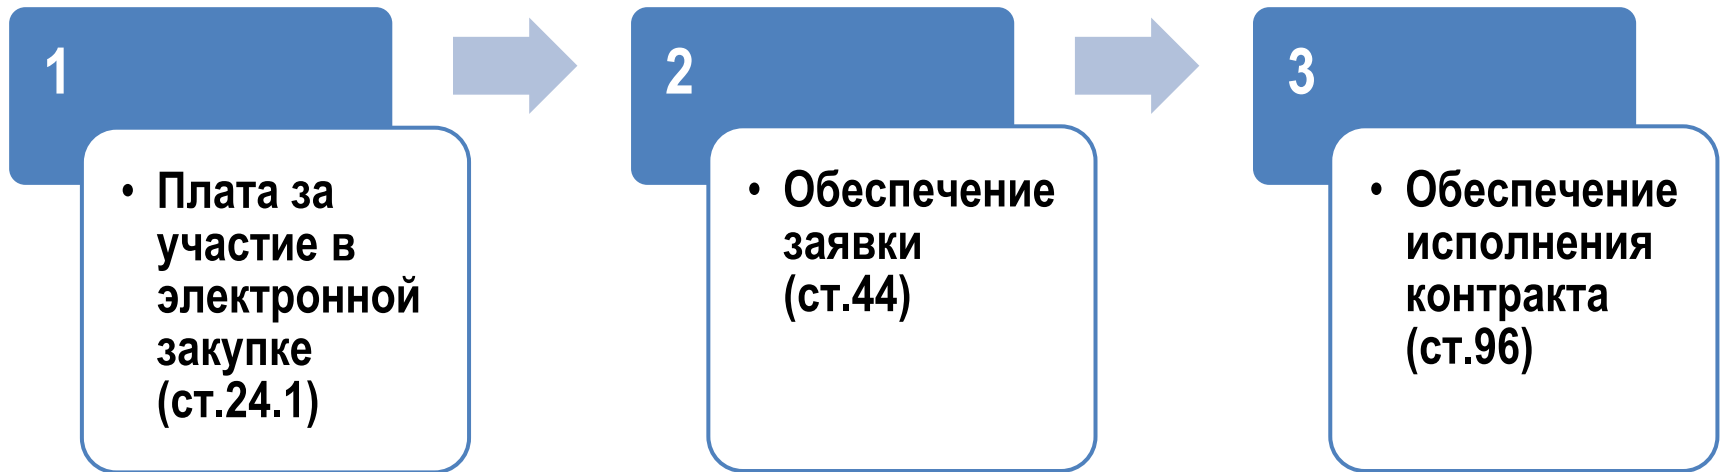 1
• Плата за
участие в
электронной
закупке
(ст.24.1)
2
• Обеспечение
заявки
(ст.44)
3
• Обеспечение
исполнения
контракта
(ст.96)